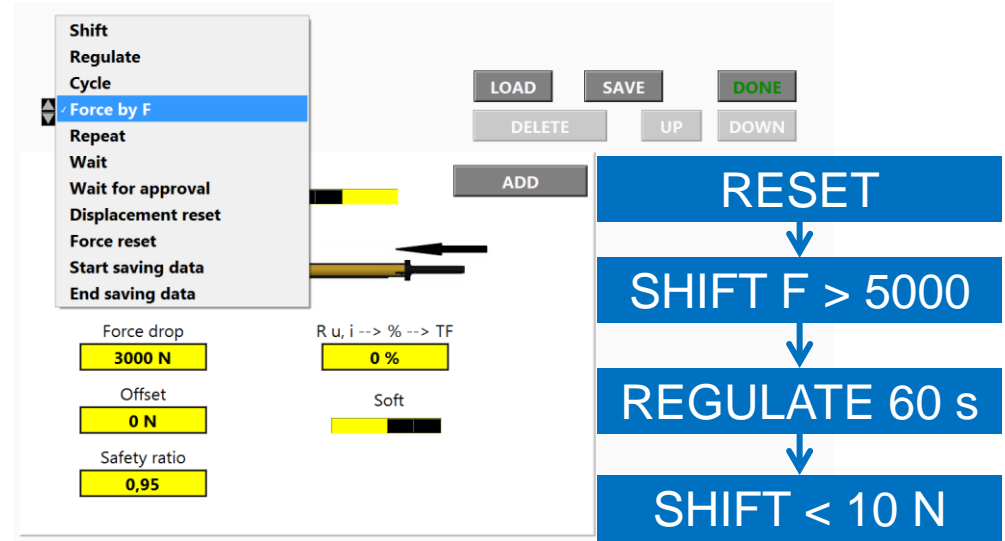 Shift
Regulate
Cycle
✓ Force by F
Repeat
Wait
Wait for approval
Displacement reset
Force reset
Start saving data
End saving data
LOAD SAVE DONE
DELETE UP DOWN
ADD
Force drop
3000 N
Offset
0 N
Safety ratio
0,95
R u, i --> % --> TF
0 %
Soft
RESET
SHIFT F > 5000
REGULATE 60 s
SHIFT < 10 N